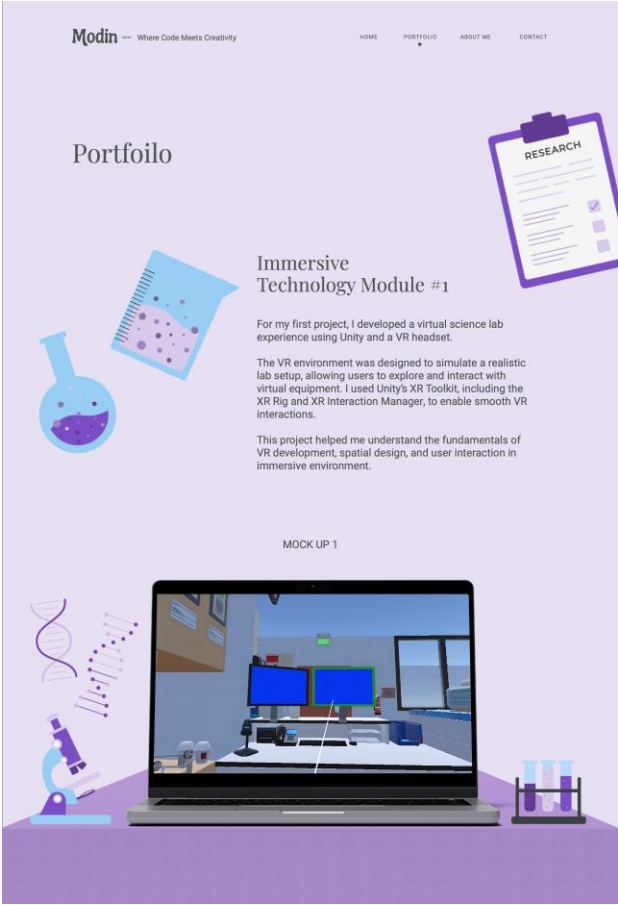 Modin — Where Code Meets Creativity
HOME PORTFOLIO ABOUT ME CONTACT
Portfoilo
RESEARCH
Immersive
Technology Module #1
For my first project, I developed a virtual science lab
experience using Unity and a VR headset.
The VR environment was designed to simulate a realistic
lab setup, allowing users to explore and interact with
virtual equipment. I used Unity's XR Toolkit, including the
XR Rig and XR Interaction Manager, to enable smooth VR
interactions.
This project helped me understand the fundamentals of
VR development, spatial design, and user interaction in
immersive environment.
MOCK UP 1
EXIT